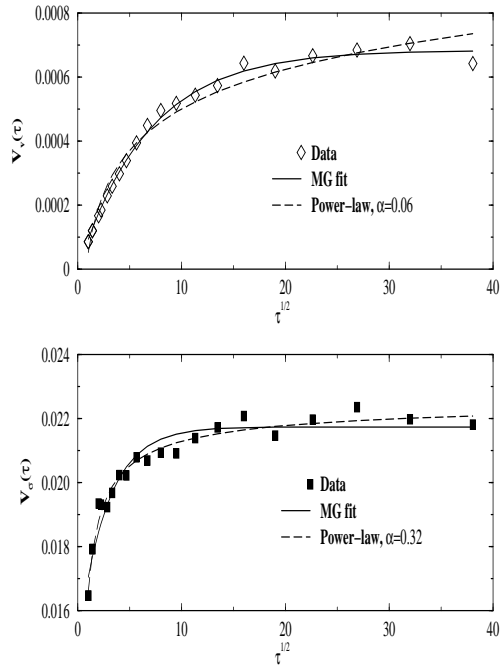 0.0008
0.0006
0.0004
0.0002
0
V_v(τ)
Data
MG fit
Power−law, α=0.06
0 10 20 30 40
τ^1/2
0.024
0.022
0.020
0.018
0.016
V_σ(τ)
Data
MG fit
Power−law, α=0.32
0 10 20 30 40
τ^1/2